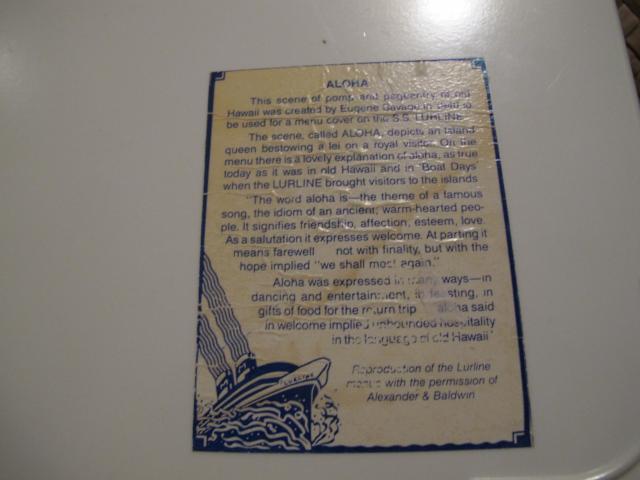 ALOHA
This scene of pomp and pagentry of old
Hawaii was created by Eugene Savage in 1940 to
be used for a menu cover on the S.S. LURLINE.
The scene, called ALOHA, depicts an Island
queen bestowing a lei on a royal visitor. On the
menu there is a lovely explanation of aloha, as true
today as it was in old Hawaii and in "Boat Days"
when the LURLINE brought visitors to the islands
"The word aloha is—the theme of a famous
song, the idiom of an ancient, warm-hearted peo-
ple. It signifies friendship, affection, esteem, love.
As a salutation it expresses welcome. At parting it
means farewell not with finality, but with the
hope implied "we shall meet again."
Aloha was expressed in many ways—in
dancing and entertainment, in feasting, in
gifts of food for the return trip aloha said
in welcome implied unbounded hospitality
in the language of old Hawaii"
LURLINE
Reproduction of the Lurline
menus with the permission of
Alexander & Baldwin